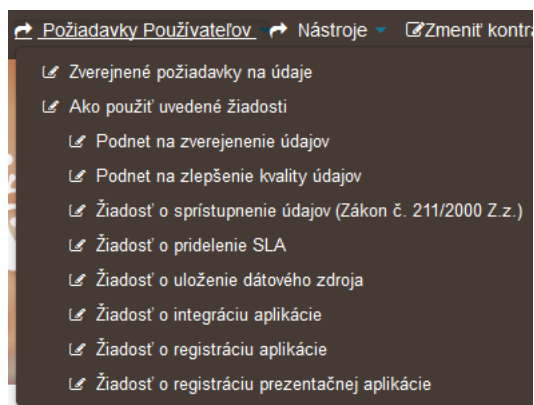 Požiadavky Používateľov Nástroje Zmeniť kontra
Zverejnené požiadavky na údaje
Ako použiť uvedené žiadosti
Podnet na zverejenenie údajov
Podnet na zlepšenie kvality údajov
Žiadosť o sprístupnenie údajov (Zákon č. 211/2000 Z.z.)
Žiadosť o pridelenie SLA
Žiadosť o uloženie dátového zdroja
Žiadosť o integráciu aplikácie
Žiadosť o registráciu aplikácie
Žiadosť o registráciu prezentačnej aplikácie